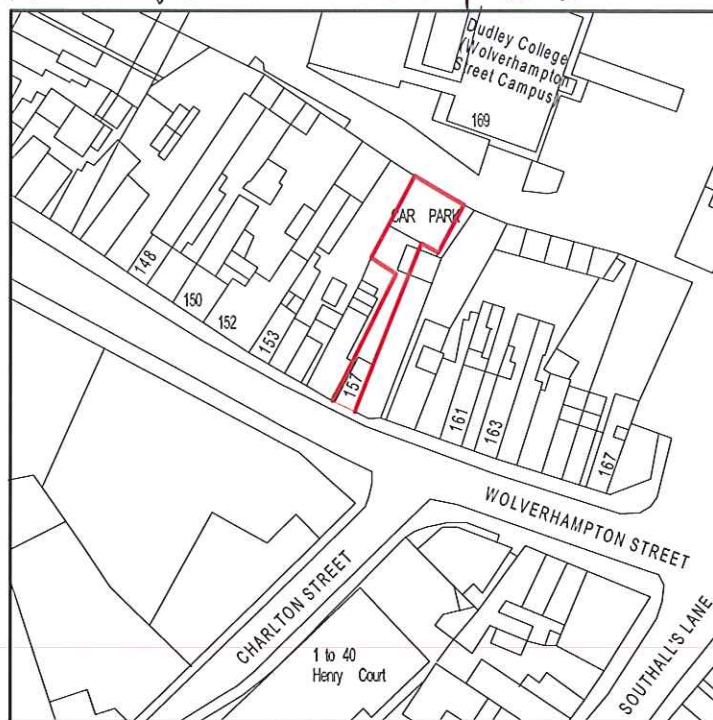 Dudley College
(Wolverhampton
Street Campus)
169
CAR PARK
148
150
152
153
157
161
163
167
WOLVERHAMPTON STREET
CHARLTON STREET
SOUTHALL'S LANE
1 to 40
Henry Court